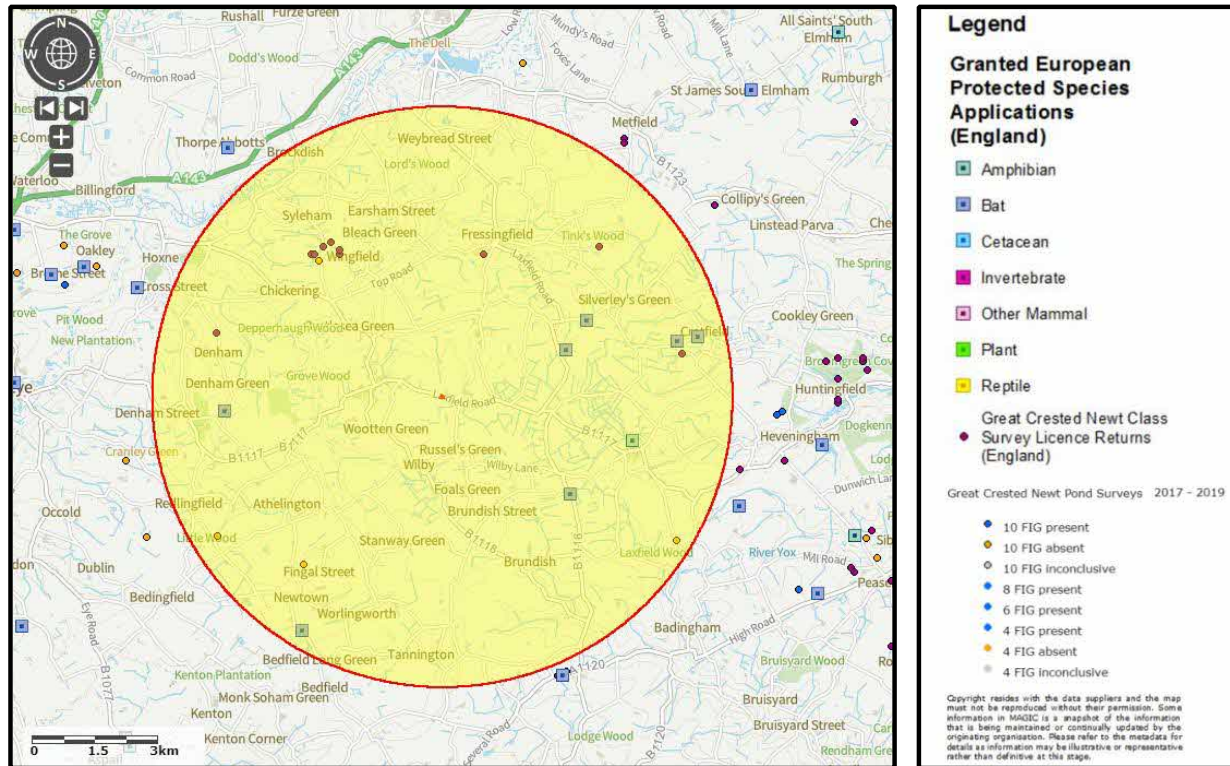 Rushall
Furze Green
The Dell
Mundy's Road
Foxes Lane
Mill Lane
All Saints' South
Elmham
Rumburgh
N
W
E
S
A143
Dodd's Wood
Common Road
St James South Elmham
Metfield
Thorpe Abbotts
Brockdish
Weybread Street
Lord's Wood
Waterloo
Billingford
A143
B1123
Collipy's Green
Linstead Parva
The Grove
Oakley
Hoxne
Syleham
Earsham Street
Bleach Green
Wingfield
Fressingfield
Tink's Wood
The Spring
Cross Street
Chickering
Top Road
Laxfield Road
Silverley's Green
Pit Wood
New Plantation
Denham
Cookley Green
Huntingfield
Denham Green
Grove Wood
Laxfield Road
Denham Street
Wootten Green
B1117
B1117
Heveningham
Cranley Green
Russel's Green
Wilby
Wilby Lane
Dunwich Lane
Occold
Redlingfield
Athelington
Foals Green
Brundish Street
Little Wood
Stanway Green
B1118
B1118
Brundish
Laxfield Wood
River Yox
Mill Road
Dublin
Fingal Street
Bedingfield
Newtown
Worlingworth
Eye Road
B1077
Badingham
High Road
Bedfield Long Green
Tannington
A1120
Bruisyard Wood
Kenton Plantation
Bedfield
Monk Soham Green
Bruisyard
Kenton
Bruisyard Street
Kenton Corner
Lodge Wood
B1120
Rendham Green
0 1.5 3km
Legend
Granted European
Protected Species
Applications
(England)
Amphibian
Bat
Cetacean
Invertebrate
Other Mammal
Plant
Reptile
Great Crested Newt Class
Survey Licence Returns
(England)
Great Crested Newt Pond Surveys 2017 - 2019
10 FIG present
10 FIG absent
10 FIG inconclusive
8 FIG present
6 FIG present
4 FIG present
4 FIG absent
4 FIG inconclusive
Copyright resides with the data suppliers and the map
must not be reproduced without their permission. Some
information in MAGIC is a snapshot of the information
that is being maintained or continually updated by the
originating organisation. Please refer to the metadata for
details as information may be illustrative or representative
rather than definitive at this stage.